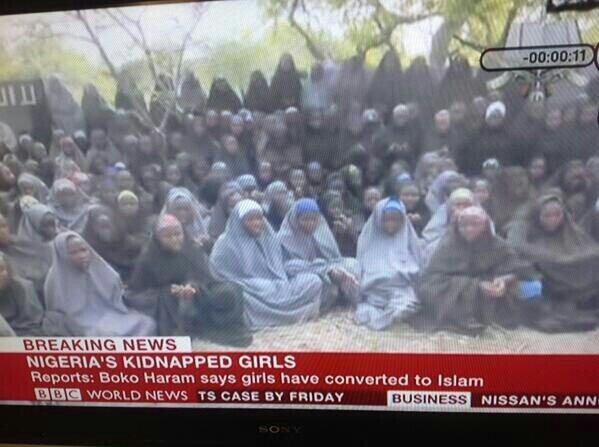 -00:00:11
BREAKING NEWS
NIGERIA'S KIDNAPPED GIRLS
Reports: Boko Haram says girls have converted to Islam
BBC WORLD NEWS TS CASE BY FRIDAY BUSINESS NISSAN'S ANN
SONY